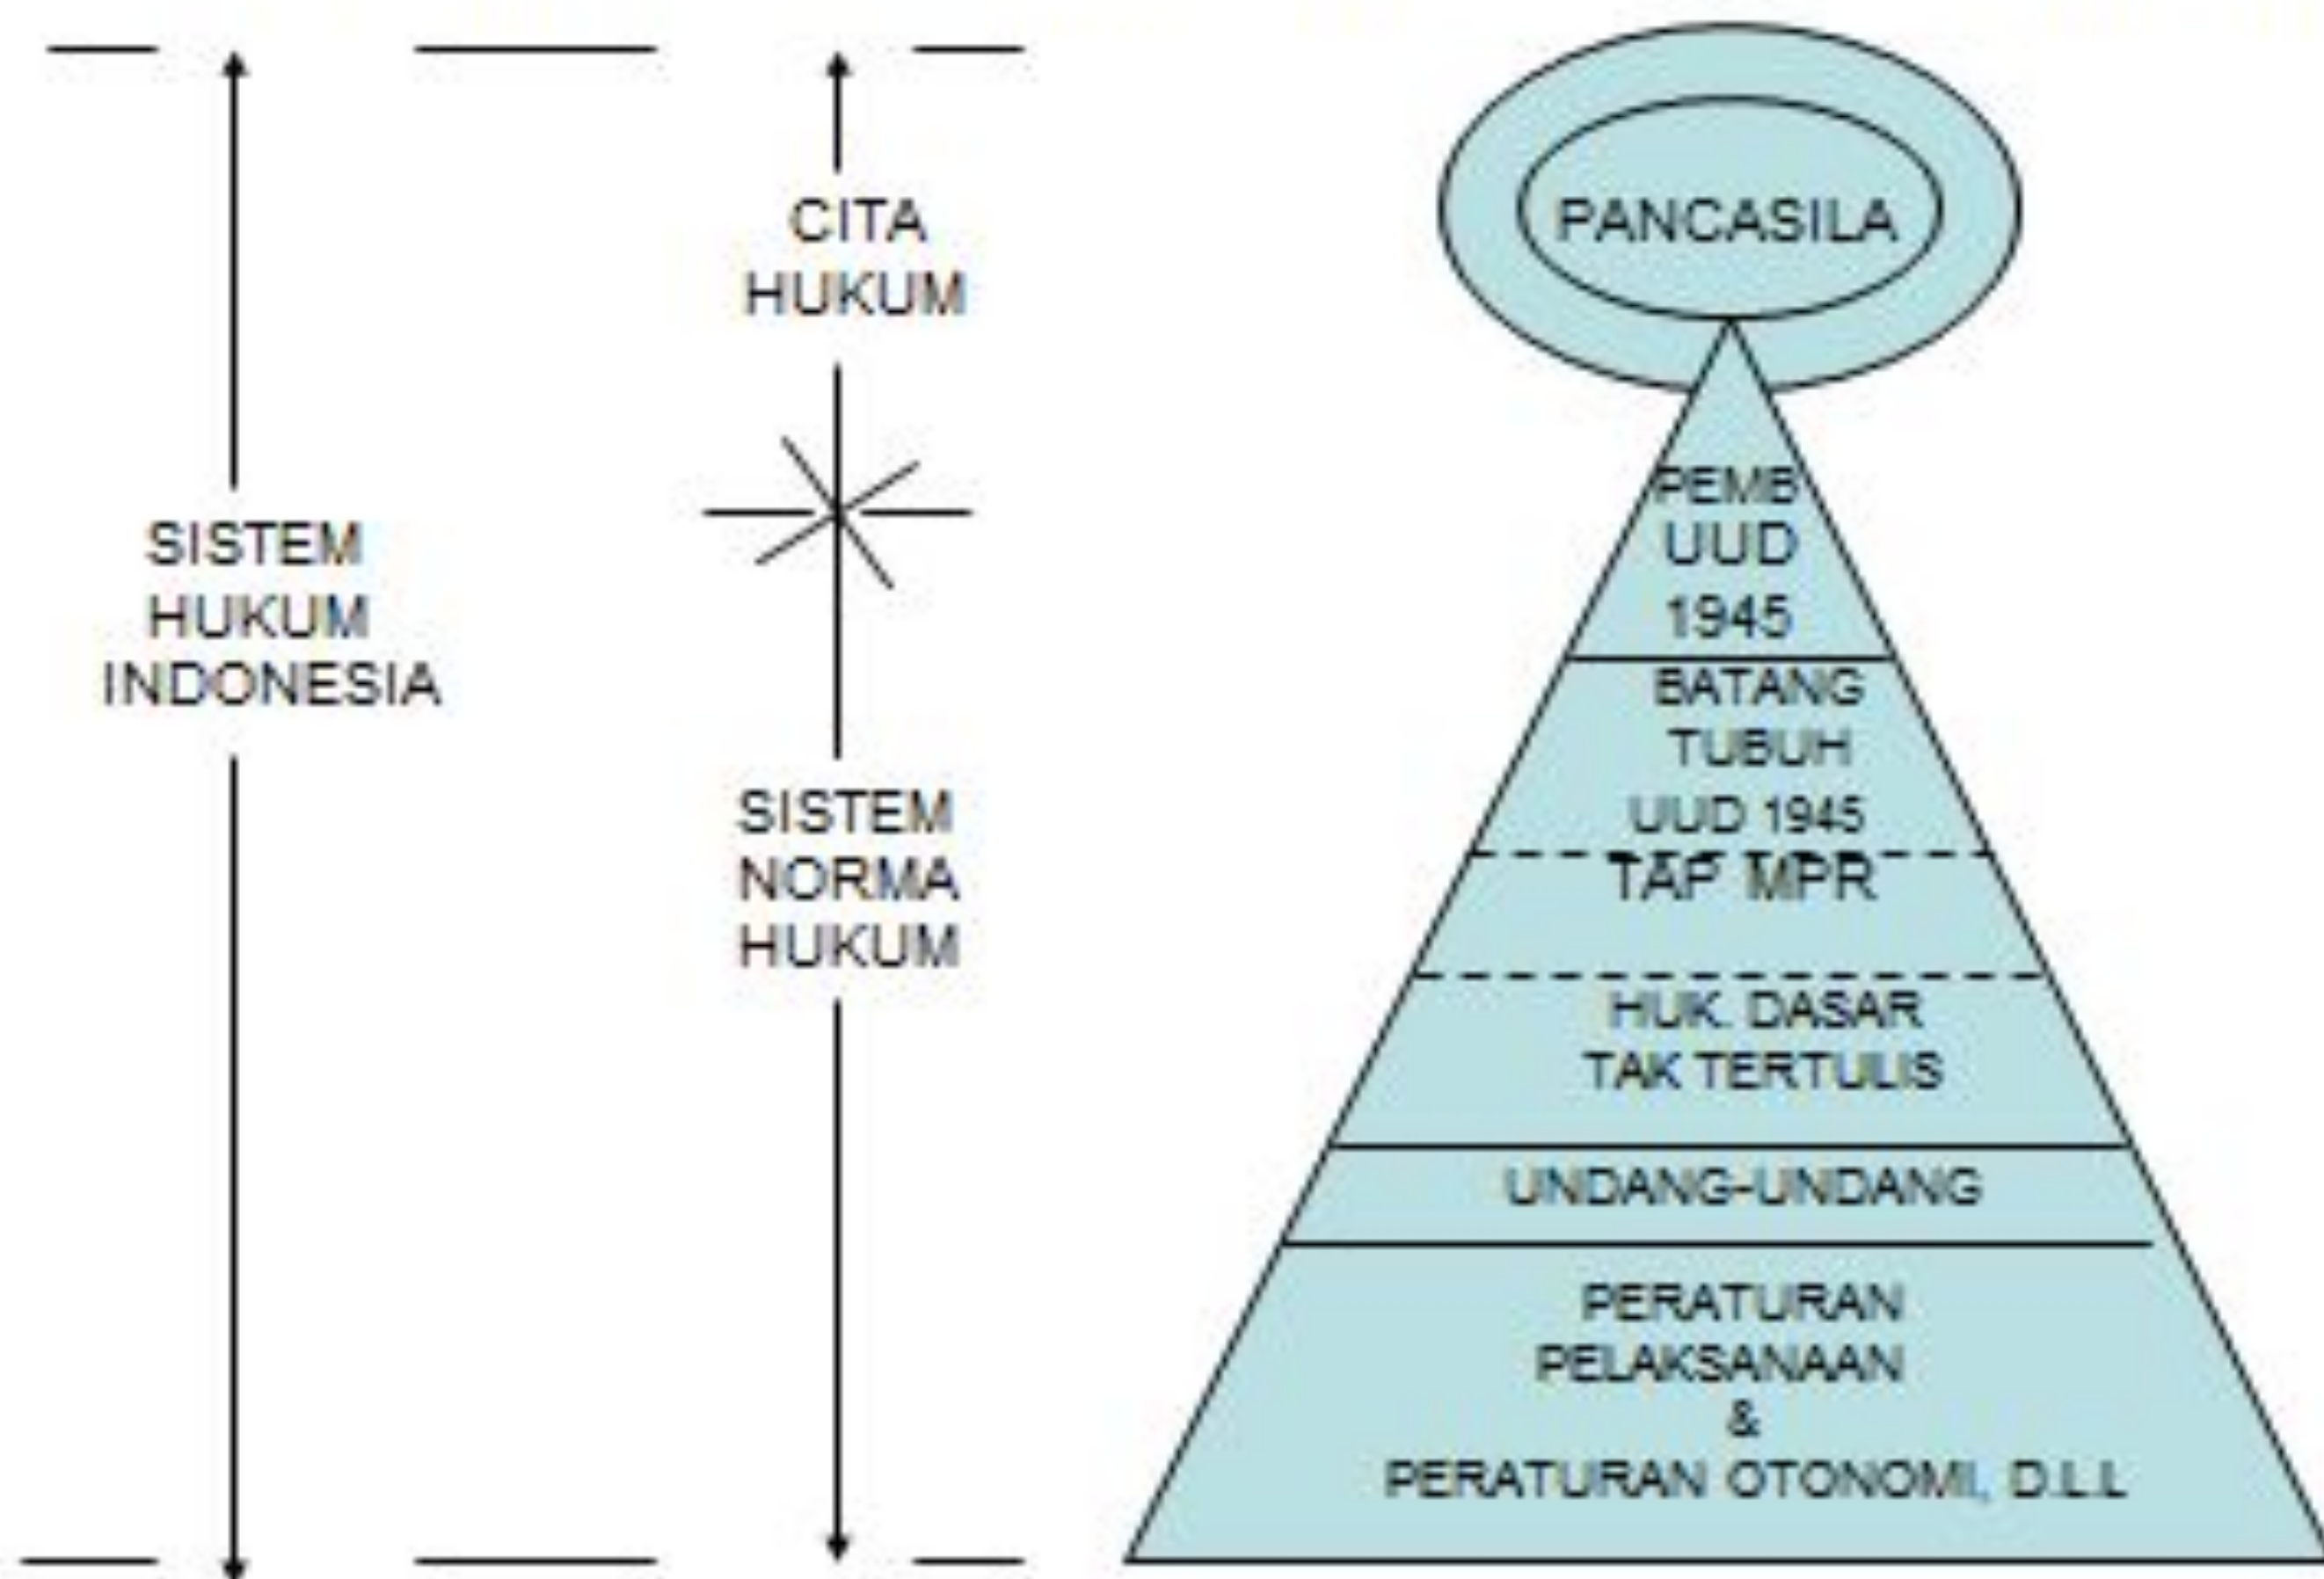 SISTEM
HUKUM
INDONESIA
CITA
HUKUM
SISTEM
NORMA
HUKUM
PANCASILA
PEMB
UUD
1945
BATANG
TUBUH
UUD 1945
TAP MPR
HUK. DASAR
TAK TERTULIS
UNDANG-UNDANG
PERATURAN
PELAKSANAAN
&
PERATURAN OTONOMI, D.L.L